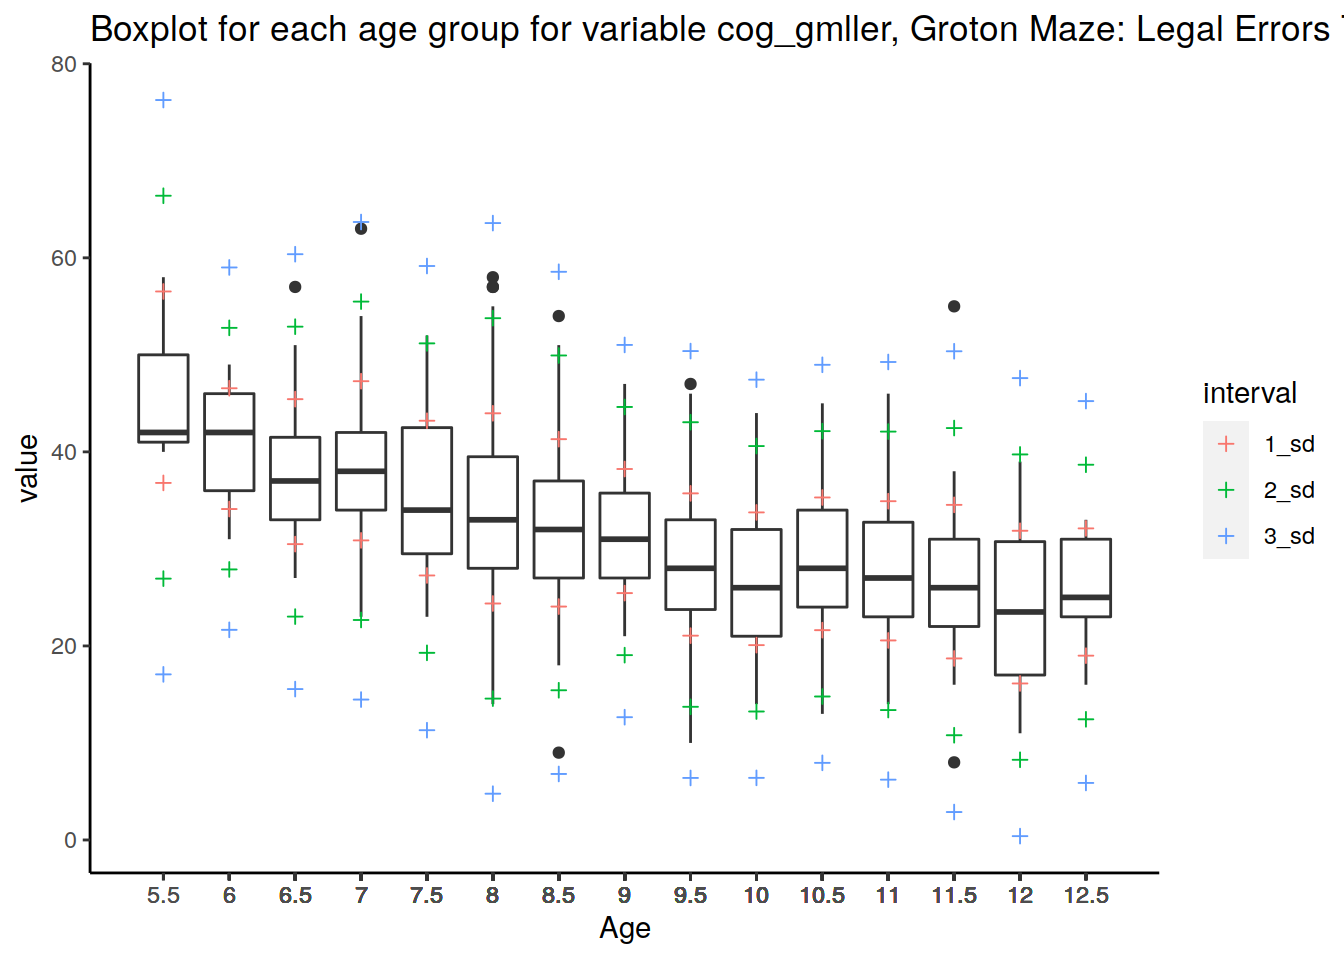 Boxplot for each age group for variable cog_gmller, Groton Maze: Legal Errors
80
60
40
20
0
value
5.5 6 6.5 7 7.5 8 8.5 9 9.5 10 10.5 11 11.5 12 12.5
Age
interval
1_sd
2_sd
3_sd